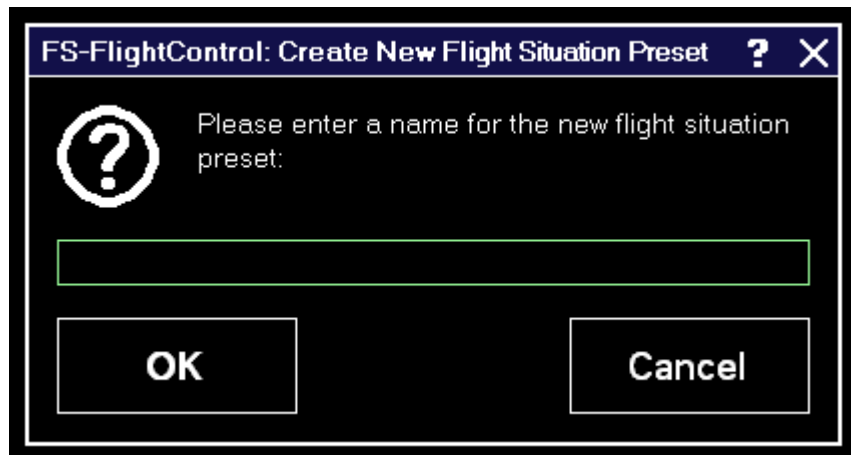 FS-FlightControl: Create New Flight Situation Preset ? X
Please enter a name for the new flight situation
preset:
OK
Cancel